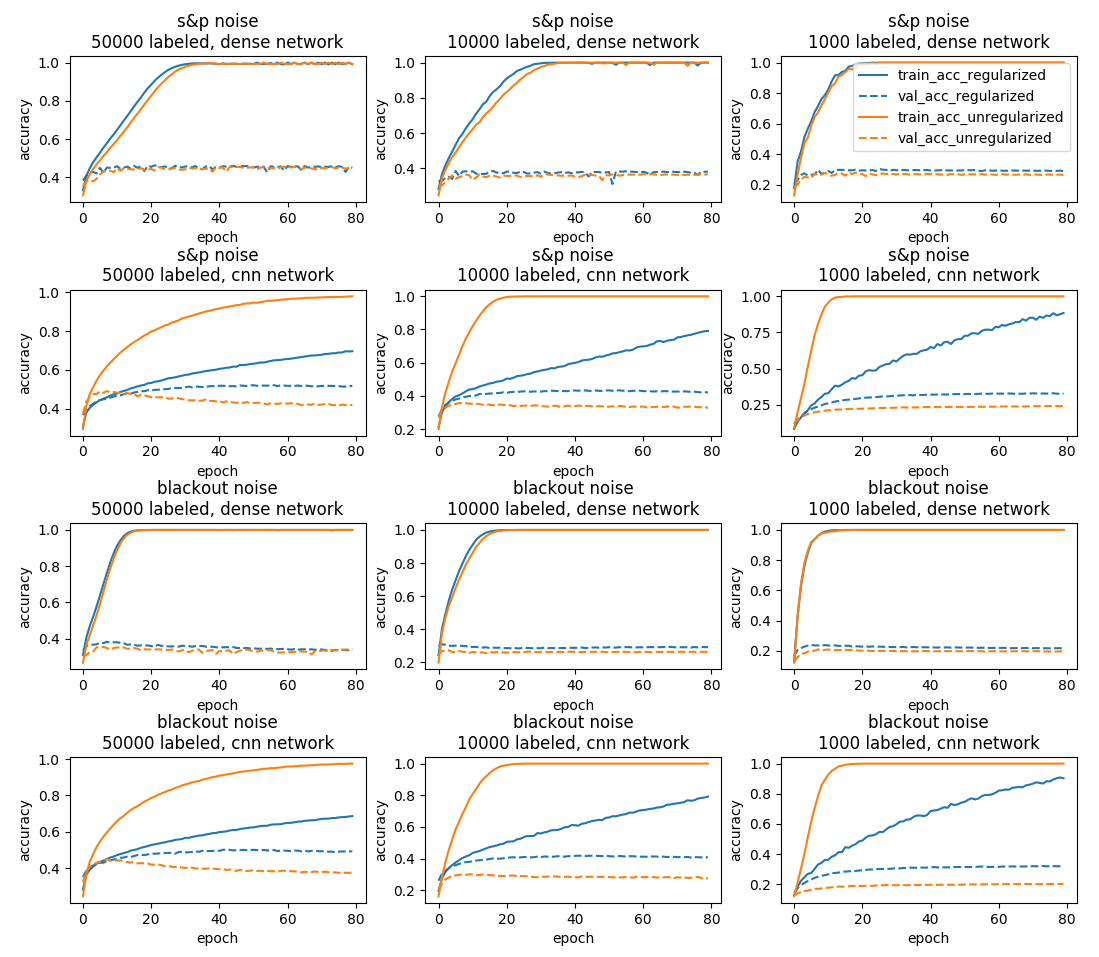 s&p noise
50000 labeled, dense network
1.0
0.8
0.6
0.4
accuracy
0
20
40
60
80
epoch
s&p noise
10000 labeled, dense network
1.0
0.8
0.6
0.4
accuracy
0
20
40
60
80
epoch
s&p noise
1000 labeled, dense network
1.0
0.8
0.6
0.4
0.2
accuracy
train_acc_regularized
val_acc_regularized
train_acc_unregularized
val_acc_unregularized
0
20
40
60
80
epoch
s&p noise
50000 labeled, cnn network
1.0
0.8
0.6
0.4
accuracy
0
20
40
60
80
epoch
s&p noise
10000 labeled, cnn network
1.0
0.8
0.6
0.4
0.2
accuracy
0
20
40
60
80
epoch
s&p noise
1000 labeled, cnn network
1.00
0.75
0.50
0.25
accuracy
0
20
40
60
80
epoch
blackout noise
50000 labeled, dense network
1.0
0.8
0.6
0.4
accuracy
0
20
40
60
80
epoch
blackout noise
10000 labeled, dense network
1.0
0.8
0.6
0.4
0.2
accuracy
0
20
40
60
80
epoch
blackout noise
1000 labeled, dense network
1.0
0.8
0.6
0.4
0.2
accuracy
0
20
40
60
80
epoch
blackout noise
50000 labeled, cnn network
1.0
0.8
0.6
0.4
accuracy
0
20
40
60
80
epoch
blackout noise
10000 labeled, cnn network
1.0
0.8
0.6
0.4
0.2
accuracy
0
20
40
60
80
epoch
blackout noise
1000 labeled, cnn network
1.0
0.8
0.6
0.4
0.2
accuracy
0
20
40
60
80
epoch